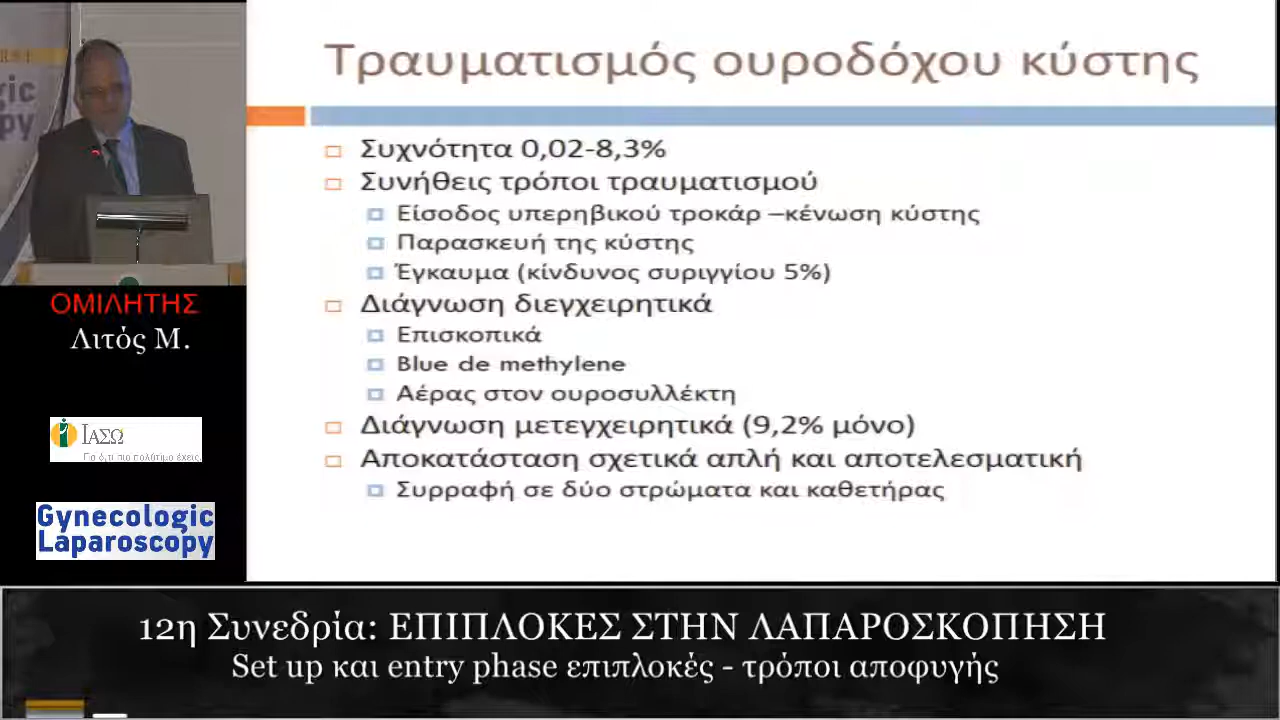 Τραυματισμός ουροδόχου κύστης
Συχνότητα 0,02-8,3%
Συνήθεις τρόποι τραυματισμού
Είσοδος υπερηβικού τροκάρ –κένωση κύστης
Παρασκευή της κύστης
Έγκαυμα (κίνδυνος συριγγίου 5%)
Διάγνωση διεγχειρητικά
Επισκοπικά
Blue de methylene
Αέρας στον ουροσυλλέκτη
Διάγνωση μετεγχειρητικά (9,2% μόνο)
Αποκατάσταση σχετικά απλή και αποτελεσματική
Συρραφή σε δύο στρώματα και καθετήρας
gic
py
ΟΜΙΛΗΤΗΣ
Λιτός Μ.
ΙΑΣΩ
Για ό,τι πιο πολύτιμο έχεις.
Gynecologic
Laparoscopy
12η Συνεδρία: ΕΠΙΠΛΟΚΕΣ ΣΤΗΝ ΛΑΠΑΡΟΣΚΟΠΗΣΗ
Set up και entry phase επιπλοκές - τρόποι αποφυγής